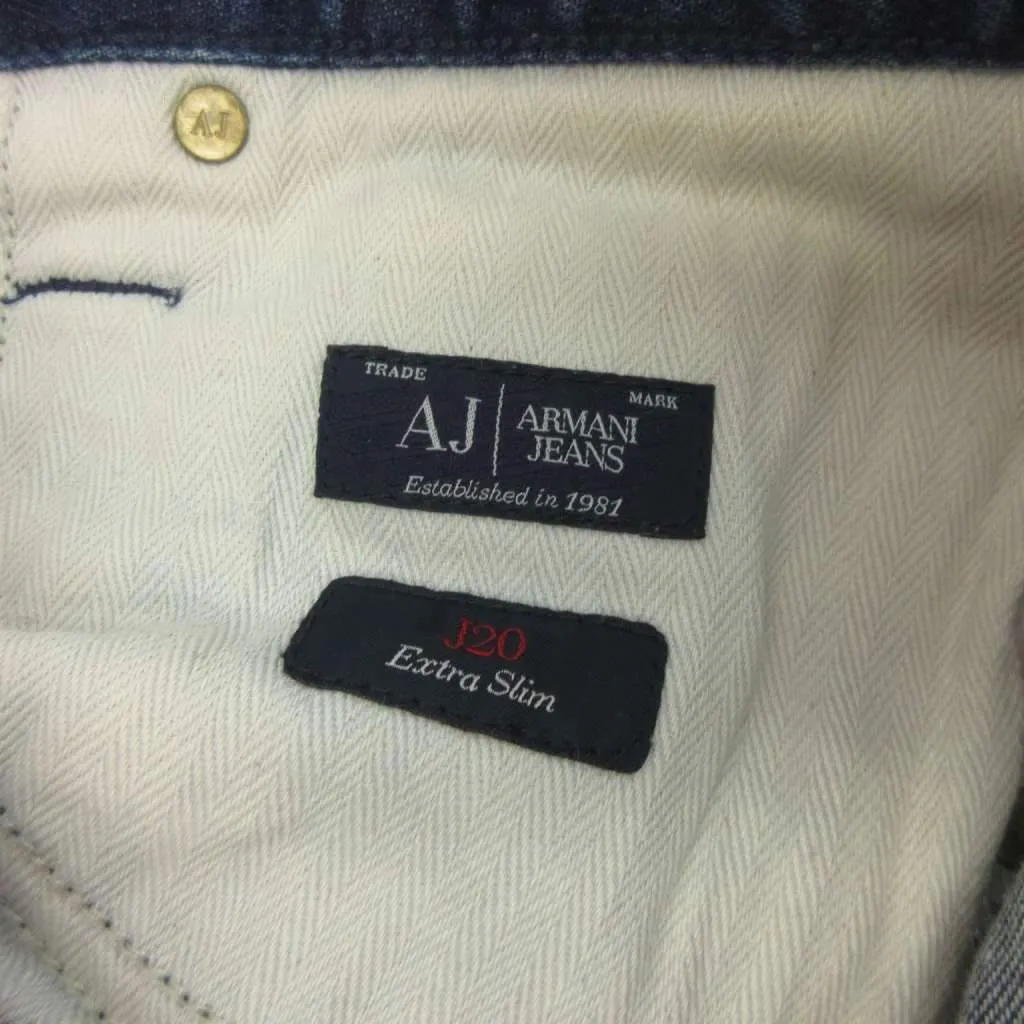 AJ
TRADE
MARK
AJ
ARMANI
JEANS
Established in 1981
J20
Extra Slim